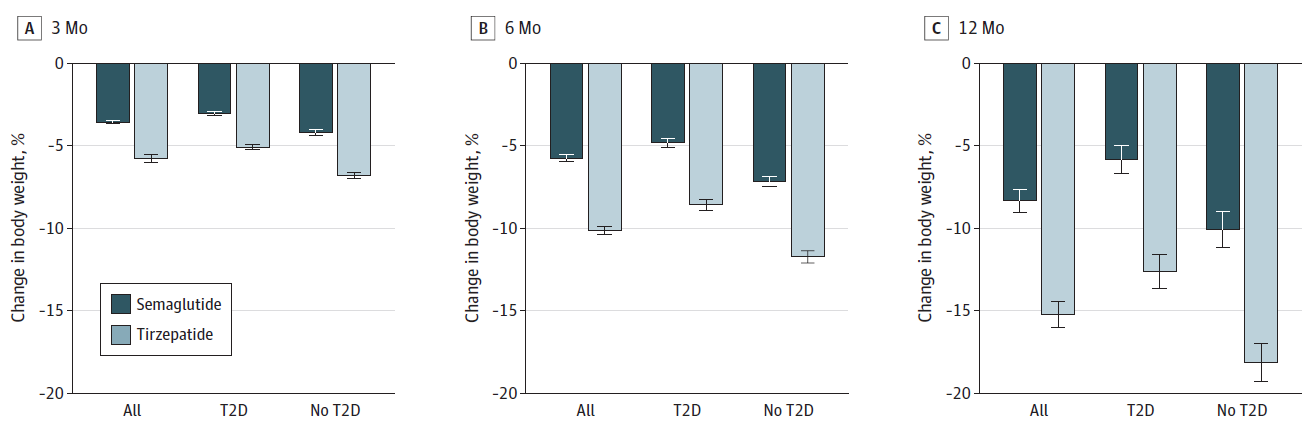 A 3 Mo
0
-5
-10
-15
-20
Change in body weight, %
Semaglutide
Tirzepatide
All T2D No T2D
B 6 Mo
0
-5
-10
-15
-20
Change in body weight, %
All T2D No T2D
C 12 Mo
0
-5
-10
-15
-20
Change in body weight, %
All T2D No T2D